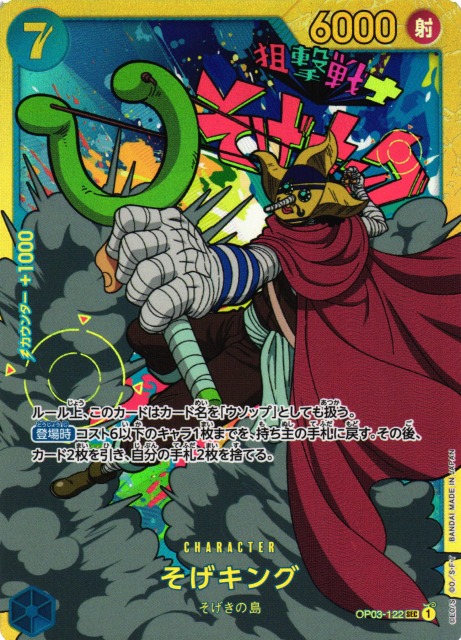 7
6000
射
狙撃の王様
そげキング
カウンター+1000
ルール上、このカードはカード名を「ウソップ」としても扱う。
登場時 コスト6以下のキャラ1枚までを、持ち主の手札に戻す。その後、
カード2枚を引き、自分の手札2枚を捨てる。
CHARACTER
そげキング
そげきの島
OP03-122 SEC 1
BANDAI MADE IN JAPAN